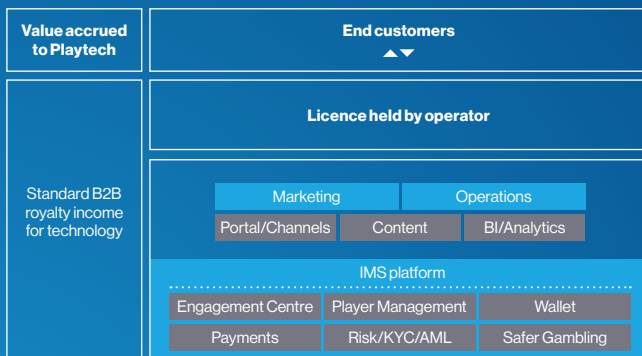 Value accrued
to Playtech
End customers
Licence held by operator
Standard B2B
royalty income
for technology
Marketing
Operations
Portal/Channels
Content
BI/Analytics
IMS platform
Engagement Centre
Player Management
Wallet
Payments
Risk/KYC/AML
Safer Gambling